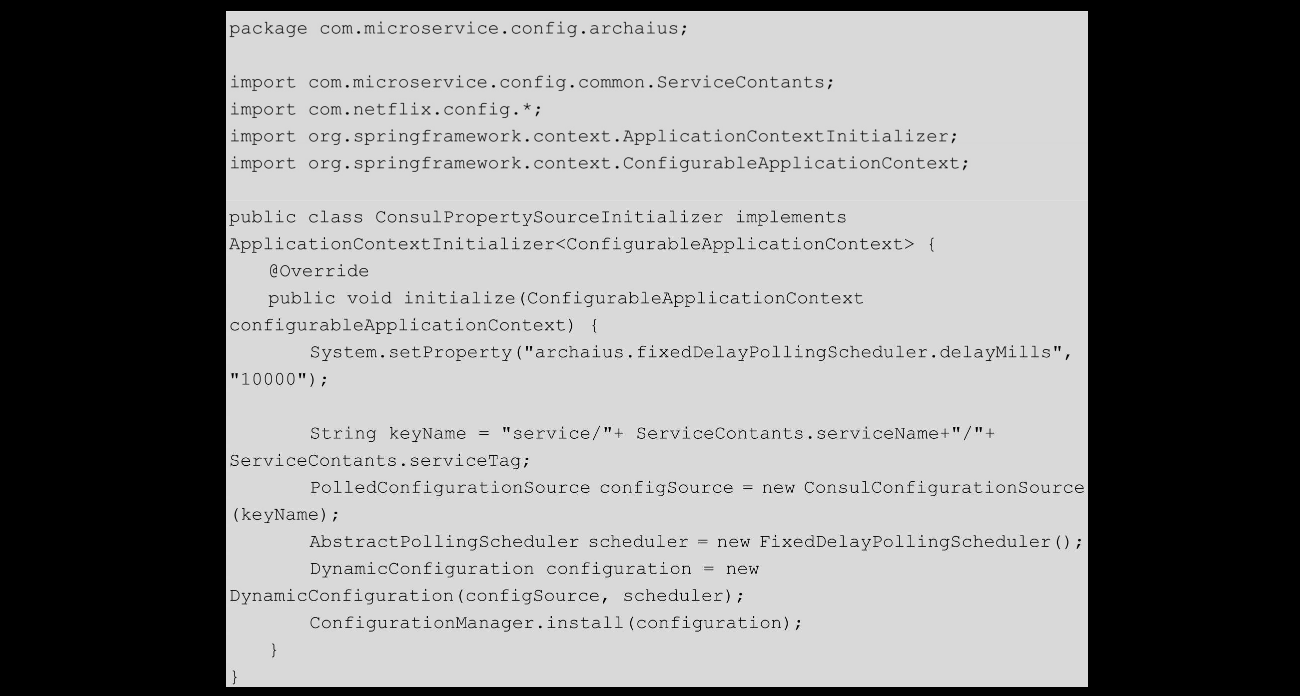 package com.microservice.config.archaius;
import com.microservice.config.common.ServiceContants;
import com.netflix.config.*;
import org.springframework.context.ApplicationContextInitializer;
import org.springframework.context.ConfigurableApplicationContext;
public class ConsulPropertySourceInitializer implements
ApplicationContextInitializer<ConfigurableApplicationContext> {
@Override
public void initialize(ConfigurableApplicationContext
configurableApplicationContext) {
System.setProperty("archaius.fixedDelayPollingScheduler.delayMills",
"10000");
String keyName = "service/"+ ServiceContants.serviceName+"/"+
ServiceContants.serviceTag;
PolledConfigurationSource configSource = new ConsulConfigurationSource
(keyName);
AbstractPollingScheduler scheduler = new FixedDelayPollingScheduler();
DynamicConfiguration configuration = new
DynamicConfiguration(configSource, scheduler);
ConfigurationManager.install(configuration);
}
}